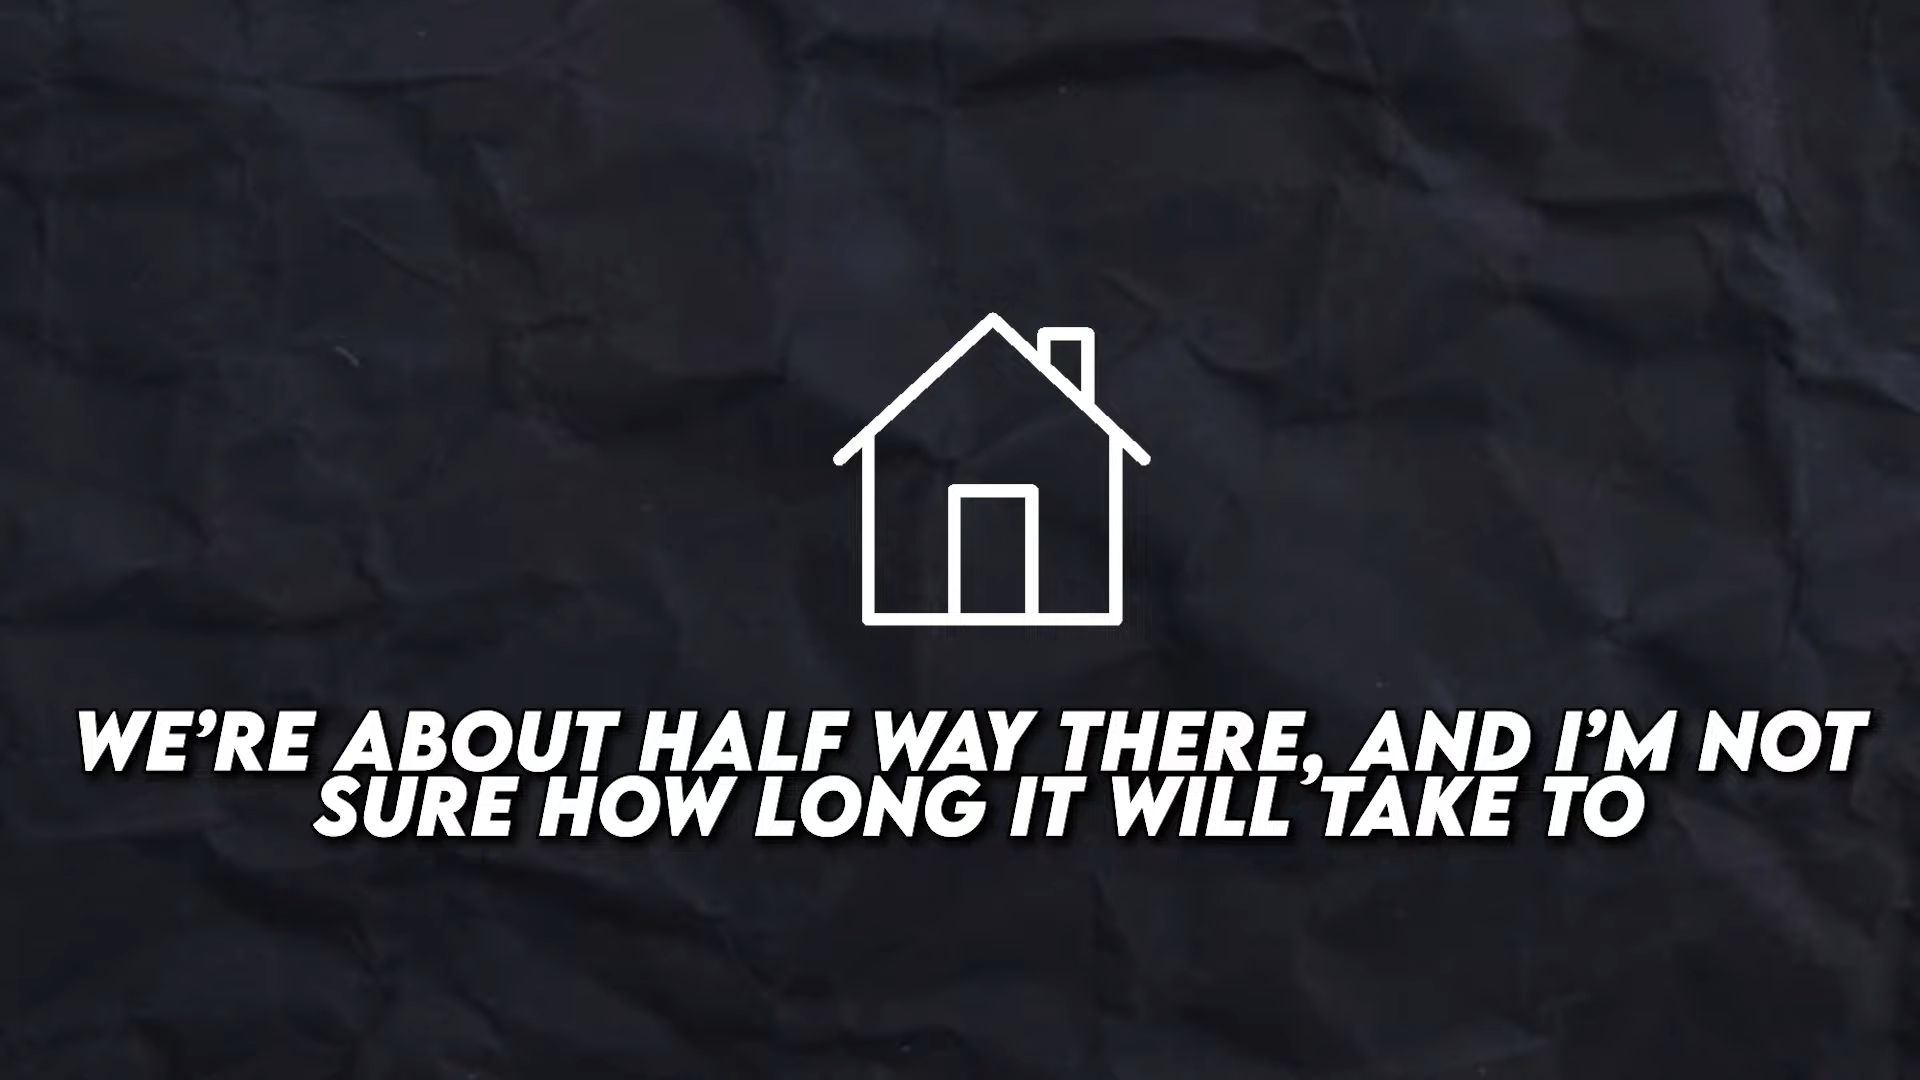 WE’RE ABOUT HALF WAY THERE, AND I’M NOT
SURE HOW LONG IT WILL TAKE TO